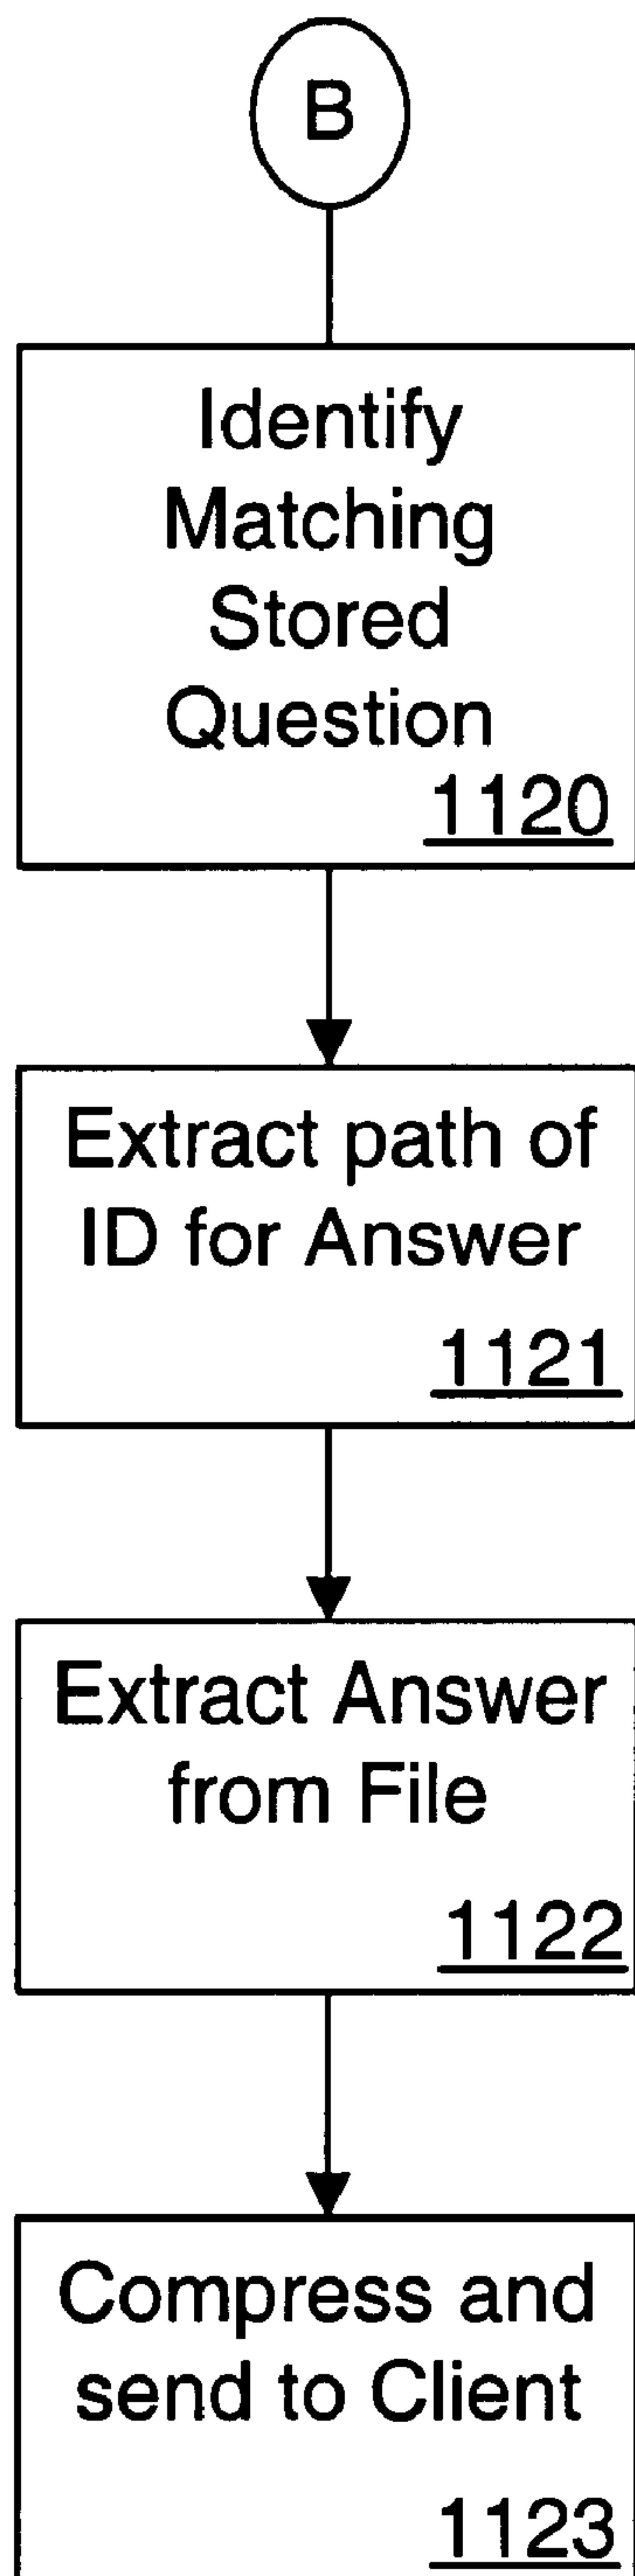 B
Identify
Matching
Stored
Question
1120
Extract path of
ID for Answer
1121
Extract Answer
from File
1122
Compress and
send to Client
1123